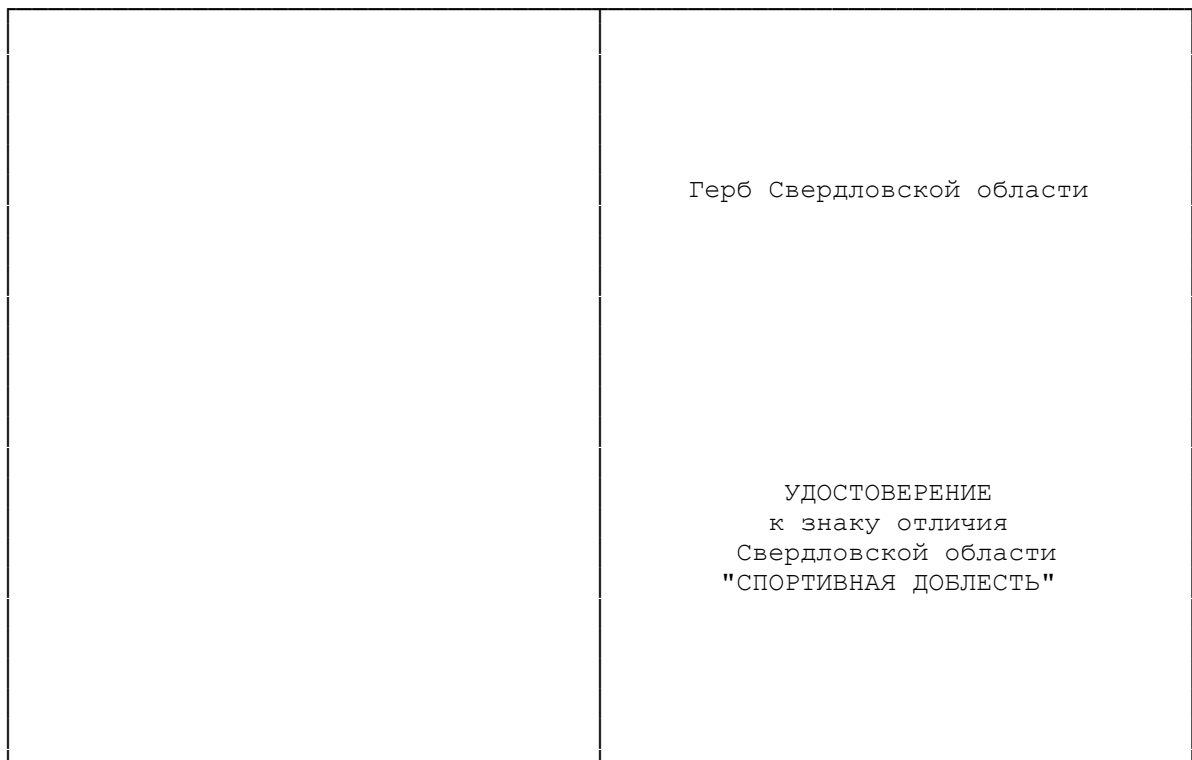 Герб Свердловской области
УДОСТОВЕРЕНИЕ
к знаку отличия
Свердловской области
"СПОРТИВНАЯ ДОБЛЕСТЬ"